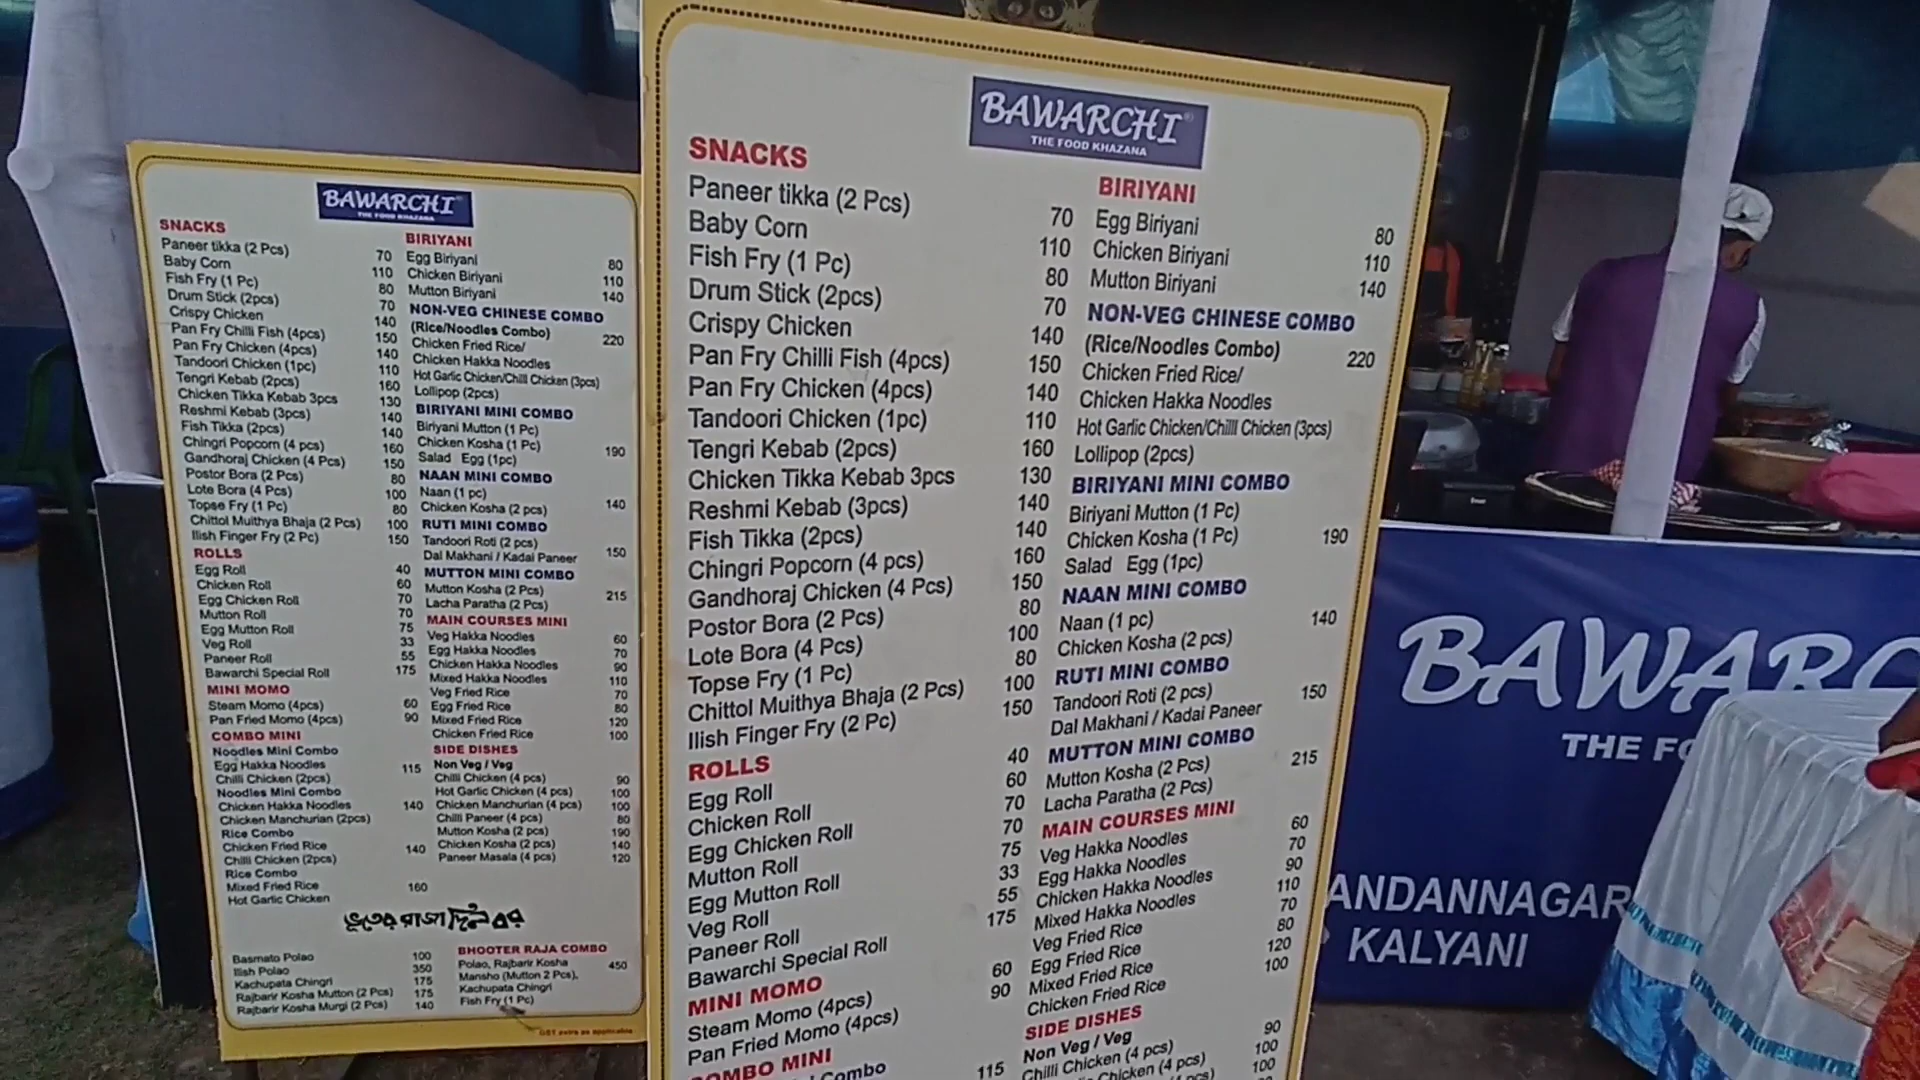 BAWARCHI
THE FOOD KHAZANA
SNACKS
Paneer tikka (2 Pcs) 70
Baby Corn 110
Fish Fry (1 Pc) 80
Drum Stick (2pcs) 70
Crispy Chicken 140
Pan Fry Chilli Fish (4pcs) 150
Pan Fry Chicken (4pcs) 140
Tandoori Chicken (1pc) 110
Tengri Kebab (2pcs) 160
Chicken Tikka Kebab 3pcs 130
Reshmi Kebab (3pcs) 140
Fish Tikka (2pcs) 140
Chingri Popcorn (4 pcs) 160
Gandhoraj Chicken (4 Pcs) 150
Postor Bora (2 Pcs) 80
Lote Bora (4 Pcs) 100
Topse Fry (1 Pc) 80
Chittol Muithya Bhaja (2 Pcs) 100
Ilish Finger Fry (2 Pc) 150
ROLLS
Egg Roll 40
Chicken Roll 60
Egg Chicken Roll 70
Mutton Roll 70
Egg Mutton Roll 75
Veg Roll 33
Paneer Roll 55
Bawarchi Special Roll 175
MINI MOMO
Steam Momo (4pcs) 60
Pan Fried Momo (4pcs) 90
COMBO MINI
Noodles Mini Combo
Egg Hakka Noodles 115
Chilli Chicken (2pcs)
Noodles Mini Combo
Chicken Hakka Noodles 140
Chicken Manchurian (2pcs)
Rice Combo
Chicken Fried Rice 140
Chilli Chicken (2pcs)
Rice Combo
Mixed Fried Rice 160
Hot Garlic Chicken
BIRIYANI
Egg Biriyani 80
Chicken Biriyani 110
Mutton Biriyani 140
NON-VEG CHINESE COMBO
(Rice/Noodles Combo) 220
Chicken Fried Rice/
Chicken Hakka Noodles
Hot Garlic Chicken/Chilli Chicken (3pcs)
Lollipop (2pcs)
BIRIYANI MINI COMBO
Biriyani Mutton (1 Pc)
Chicken Kosha (1 Pc) 190
Salad Egg (1pc)
NAAN MINI COMBO
Naan (1 pc) 140
Chicken Kosha (2 pcs)
RUTI MINI COMBO
Tandoori Roti (2 pcs) 150
Dal Makhani / Kadai Paneer
MUTTON MINI COMBO
Mutton Kosha (2 Pcs) 215
Lacha Paratha (2 Pcs)
MAIN COURSES MINI
Veg Hakka Noodles 60
Egg Hakka Noodles 70
Chicken Hakka Noodles 90
Mixed Hakka Noodles 110
Veg Fried Rice 70
Egg Fried Rice 80
Mixed Fried Rice 120
Chicken Fried Rice 100
SIDE DISHES
Non Veg / Veg
Chilli Chicken (4 pcs) 90
Hot Garlic Chicken (4 pcs) 100
Chicken Manchurian (4 pcs) 100
Chilli Paneer (4 pcs) 80
Mutton Kosha (2 pcs) 190
Chicken Kosha (2 pcs) 140
Paneer Masala (4 pcs) 120
ভূতের রাজা দিল বর
Basmato Polao 100
Ilish Polao 350
Kachupata Chingri 175
Rajbarir Kosha Mutton (2 Pcs) 175
Rajbarir Kosha Murgi (2 Pcs) 140
BHOOTER RAJA COMBO
Polao, Rajbarir Kosha 450
Mansho (Mutton 2 Pcs),
Kachupata Chingri
Fish Fry (1 Pc)
GST extra as applicable
BAWARCHI
THE FOOD KHAZANA
SNACKS
Paneer tikka (2 Pcs) 70
Baby Corn 110
Fish Fry (1 Pc) 80
Drum Stick (2pcs) 70
Crispy Chicken 140
Pan Fry Chilli Fish (4pcs) 150
Pan Fry Chicken (4pcs) 140
Tandoori Chicken (1pc) 110
Tengri Kebab (2pcs) 160
Chicken Tikka Kebab 3pcs 130
Reshmi Kebab (3pcs) 140
Fish Tikka (2pcs) 140
Chingri Popcorn (4 pcs) 160
Gandhoraj Chicken (4 Pcs) 150
Postor Bora (2 Pcs) 80
Lote Bora (4 Pcs) 100
Topse Fry (1 Pc) 80
Chittol Muithya Bhaja (2 Pcs) 100
Ilish Finger Fry (2 Pc) 150
ROLLS
Egg Roll 40
Chicken Roll 60
Egg Chicken Roll 70
Mutton Roll 70
Egg Mutton Roll 75
Veg Roll 33
Paneer Roll 55
Bawarchi Special Roll 175
MINI MOMO
Steam Momo (4pcs) 60
Pan Fried Momo (4pcs) 90
COMBO MINI
Combo
115
BIRIYANI
Egg Biriyani 80
Chicken Biriyani 110
Mutton Biriyani 140
NON-VEG CHINESE COMBO
(Rice/Noodles Combo) 220
Chicken Fried Rice/
Chicken Hakka Noodles
Hot Garlic Chicken/Chilli Chicken (3pcs)
Lollipop (2pcs)
BIRIYANI MINI COMBO
Biriyani Mutton (1 Pc)
Chicken Kosha (1 Pc) 190
Salad Egg (1pc)
NAAN MINI COMBO
Naan (1 pc) 140
Chicken Kosha (2 pcs)
RUTI MINI COMBO
Tandoori Roti (2 pcs) 150
Dal Makhani / Kadai Paneer
MUTTON MINI COMBO
Mutton Kosha (2 Pcs) 215
Lacha Paratha (2 Pcs)
MAIN COURSES MINI
Veg Hakka Noodles 60
Egg Hakka Noodles 70
Chicken Hakka Noodles 90
Mixed Hakka Noodles 110
Veg Fried Rice 70
Egg Fried Rice 80
Mixed Fried Rice 120
Chicken Fried Rice 100
SIDE DISHES
Non Veg / Veg
Chilli Chicken (4 pcs) 90
Chicken (4 pcs) 100
100
BAWARC
THE FO
ANDANNAGAR
KALYANI